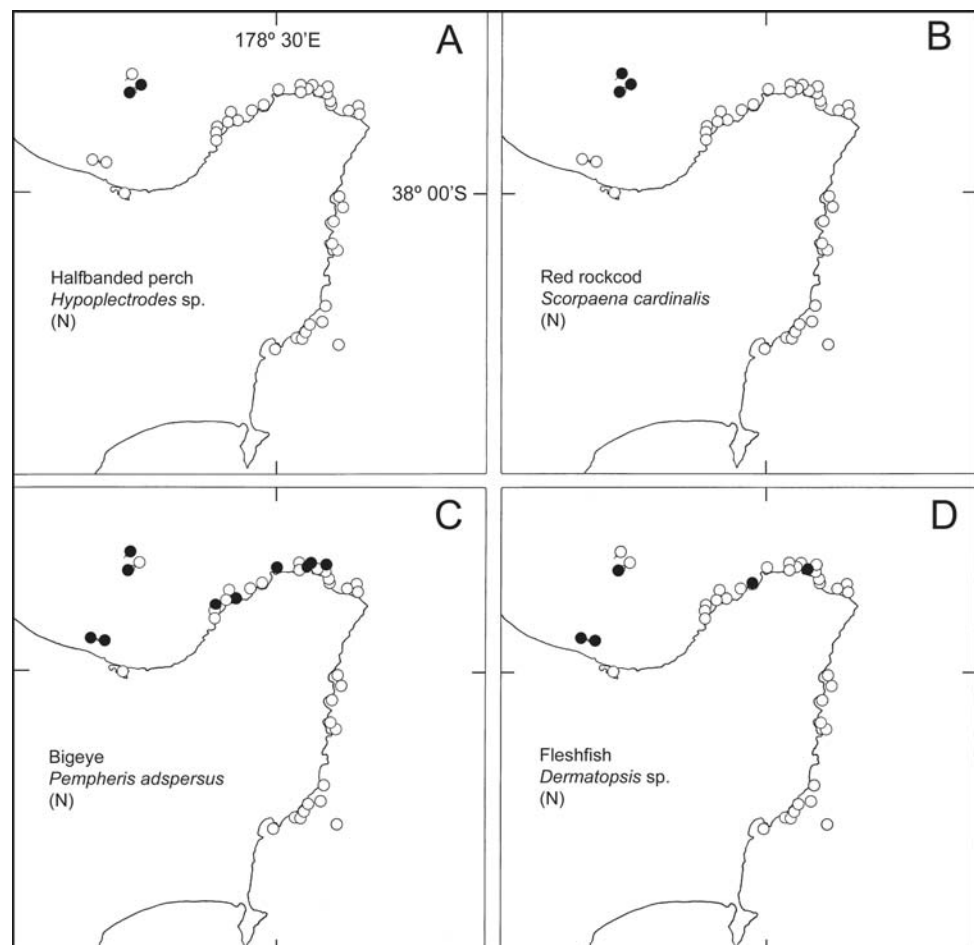 178º 30'E
A
38º 00'S
Halfbanded perch
Hypoplectrodes sp.
(N)
B
Red rockcod
Scorpaena cardinalis
(N)
C
Bigeye
Pempheris adspersus
(N)
D
Fleshfish
Dermatopsis sp.
(N)